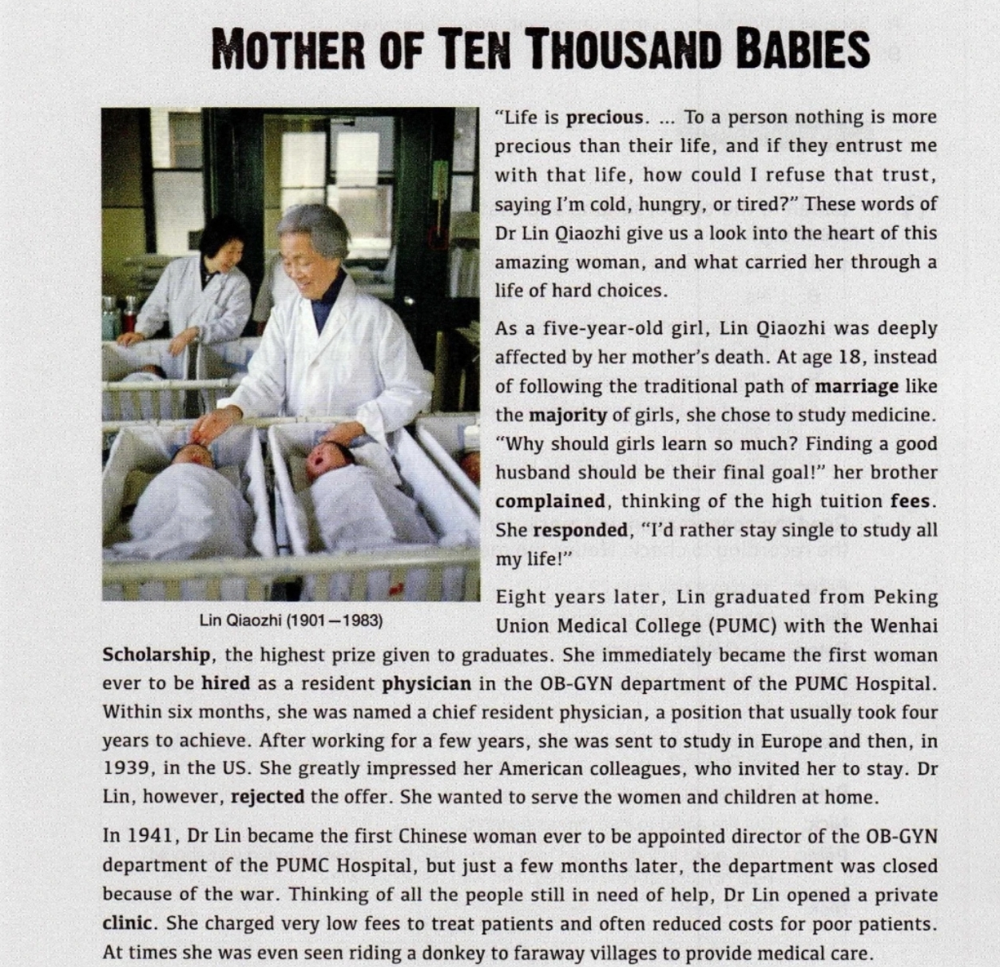 MOTHER OF TEN THOUSAND BABIES
“Life is precious. ... To a person nothing is more
precious than their life, and if they entrust me
with that life, how could I refuse that trust,
saying I’m cold, hungry, or tired?” These words of
Dr Lin Qiaozhi give us a look into the heart of this
amazing woman, and what carried her through a
life of hard choices.
As a five-year-old girl, Lin Qiaozhi was deeply
affected by her mother’s death. At age 18, instead
of following the traditional path of marriage like
the majority of girls, she chose to study medicine.
“Why should girls learn so much? Finding a good
husband should be their final goal!” her brother
complained, thinking of the high tuition fees.
She responded, “I’d rather stay single to study all
my life!”
Lin Qiaozhi (1901—1983)
Eight years later, Lin graduated from Peking
Union Medical College (PUMC) with the Wenhai
Scholarship, the highest prize given to graduates. She immediately became the first woman
ever to be hired as a resident physician in the OB-GYN department of the PUMC Hospital.
Within six months, she was named a chief resident physician, a position that usually took four
years to achieve. After working for a few years, she was sent to study in Europe and then, in
1939, in the US. She greatly impressed her American colleagues, who invited her to stay. Dr
Lin, however, rejected the offer. She wanted to serve the women and children at home.
In 1941, Dr Lin became the first Chinese woman ever to be appointed director of the OB-GYN
department of the PUMC Hospital, but just a few months later, the department was closed
because of the war. Thinking of all the people still in need of help, Dr Lin opened a private
clinic. She charged very low fees to treat patients and often reduced costs for poor patients.
At times she was even seen riding a donkey to faraway villages to provide medical care.